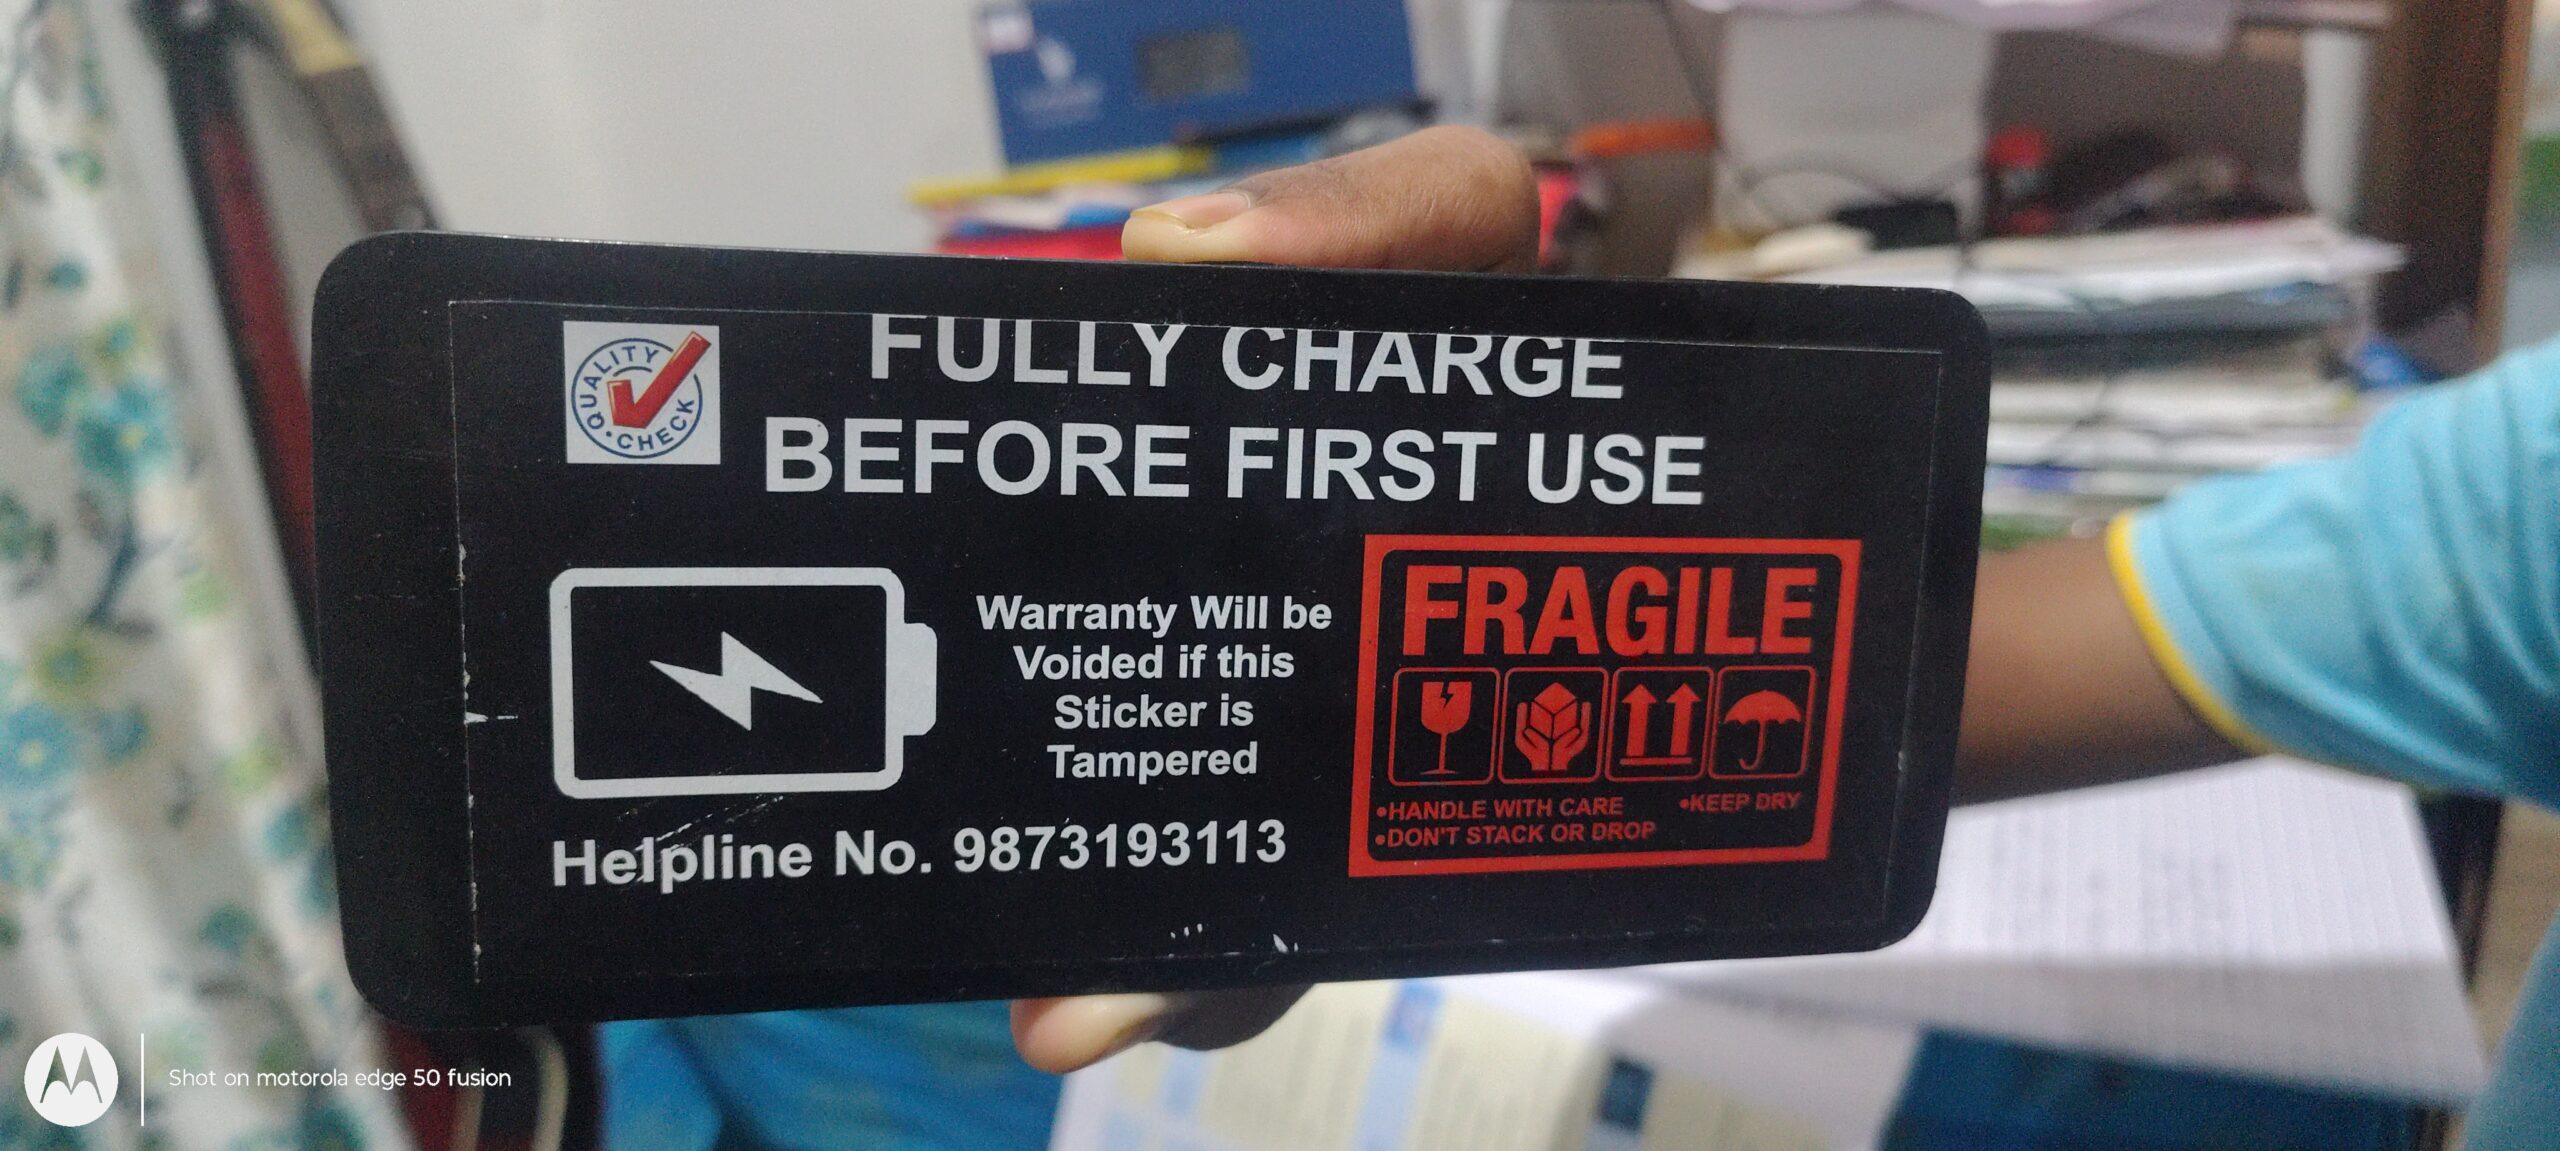 QUALITY CHECK
FULLY CHARGE
BEFORE FIRST USE
Warranty Will be
Voided if this
Sticker is
Tampered
Helpline No. 9873193113
FRAGILE
•HANDLE WITH CARE •KEEP DRY
•DON'T STACK OR DROP
Shot on motorola edge 50 fusion